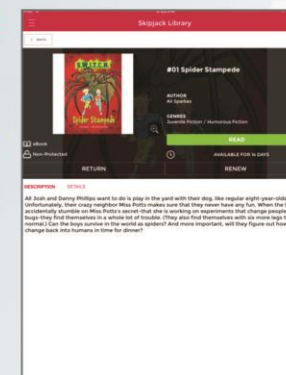 Skipjack Library
< BACK
S.W.I.T.C.H
Spider Stampede
#01 Spider Stampede
AUTHOR
Ali Sparkes
GENRES
Juvenile Fiction / Humorous Fiction
eBook
READ
Non-Protected
AVAILABLE FOR 14 DAYS
RETURN
RENEW
DESCRIPTION
DETAILS
All Josh and Danny Phillips want to do is play in the yard with their dog, like regular eight-year-olds
Unfortunately, their crazy neighbor Miss Potts makes sure that they never have any fun. When the
accidentally stumble on Miss Potts's secret-that she is working on experiments that change people
bugs-they find themselves in a whole lot of trouble. (They also find themselves with six more legs
normal.) Can the boys survive in the world as spiders? And more important, will they figure out how
change back into humans in time for dinner?